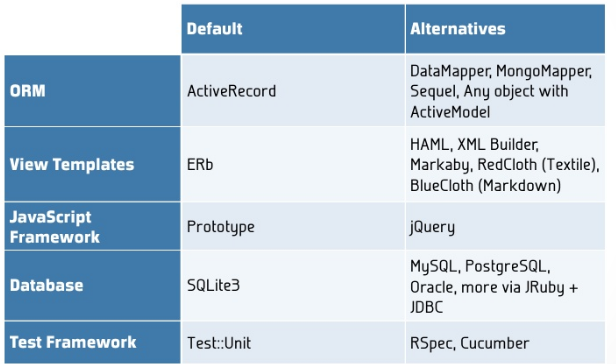 Default Alternatives
ORM ActiveRecord DataMapper, MongoMapper,
Sequel, Any object with
ActiveModel
View Templates ERb HAML, XML Builder,
Markaby, RedCloth (Textile),
BlueCloth (Markdown)
JavaScript
Framework Prototype jQuery
Database SQLite3 MySQL, PostgreSQL,
Oracle, more via JRuby +
JDBC
Test Framework Test::Unit RSpec, Cucumber